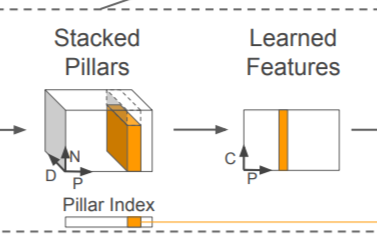 Stacked
Pillars
Learned
Features
N
D
P
C
P
Pillar Index